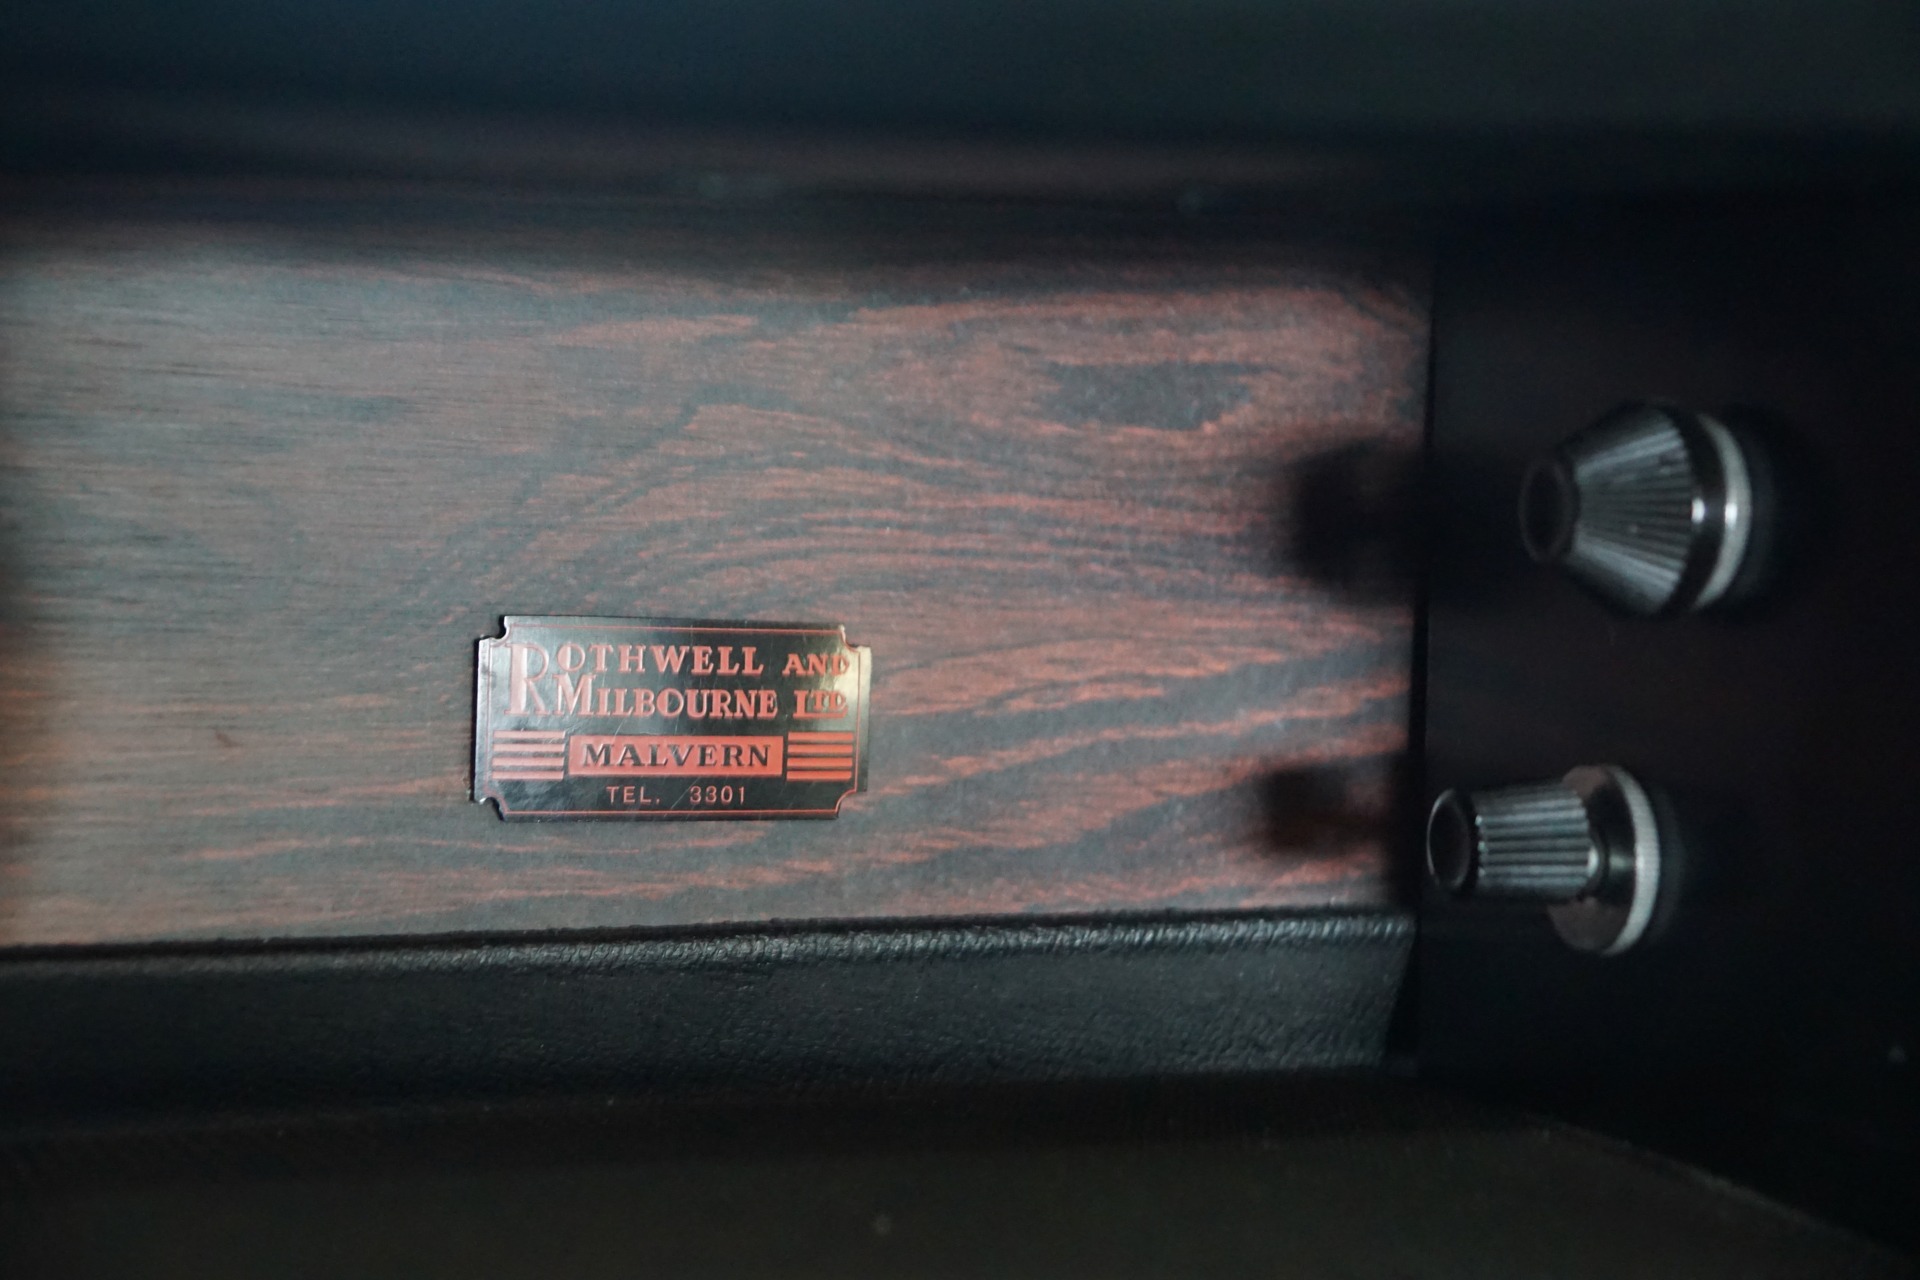 ROTHWELL AND
MILBOURNE LTD
MALVERN
TEL. 3301